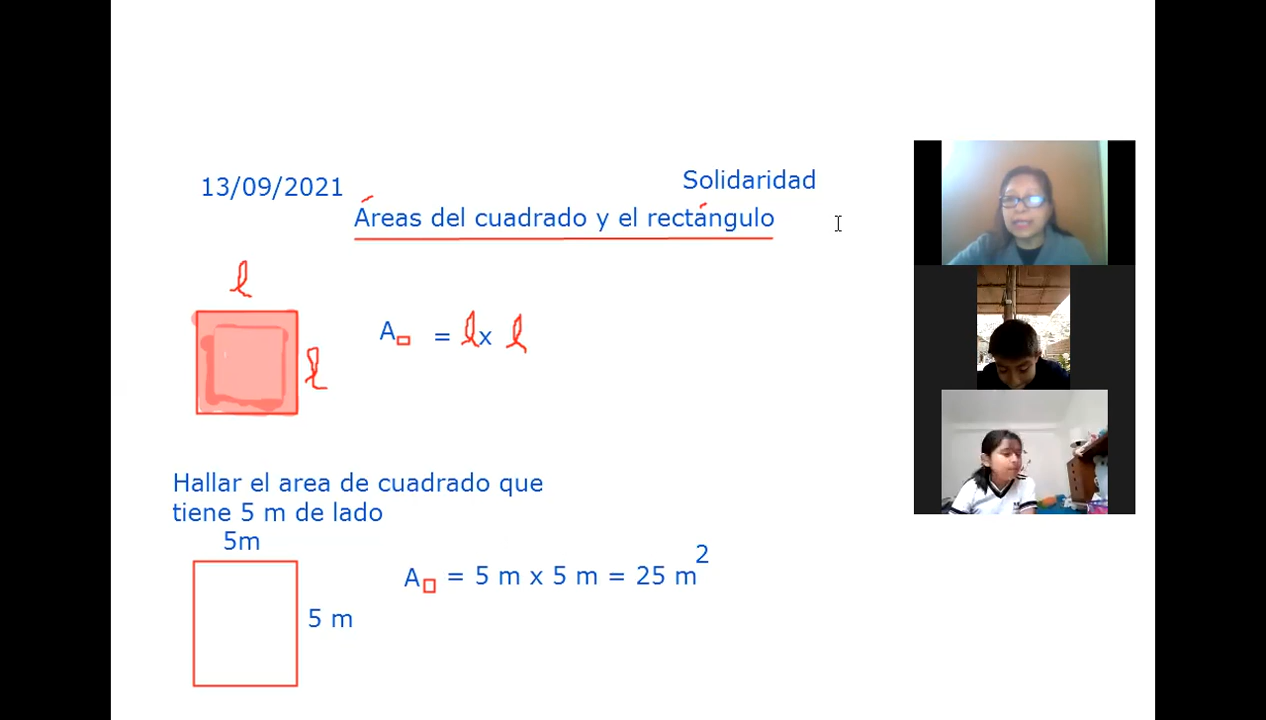 13/09/2021
Solidaridad
Áreas del cuadrado y el rectángulo
l
l
A□ = l x l
Hallar el area de cuadrado que
tiene 5 m de lado
5m
A□ = 5 m x 5 m = 25 m²
5 m